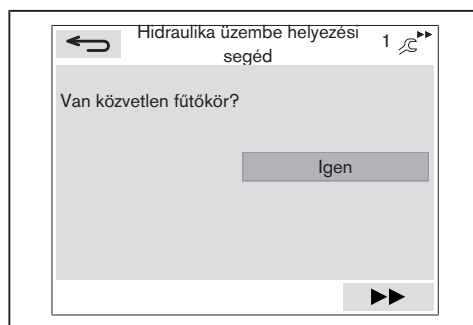 Hidraulika üzembe helyezési
segéd
1
Van közvetlen fűtőkör?
Igen